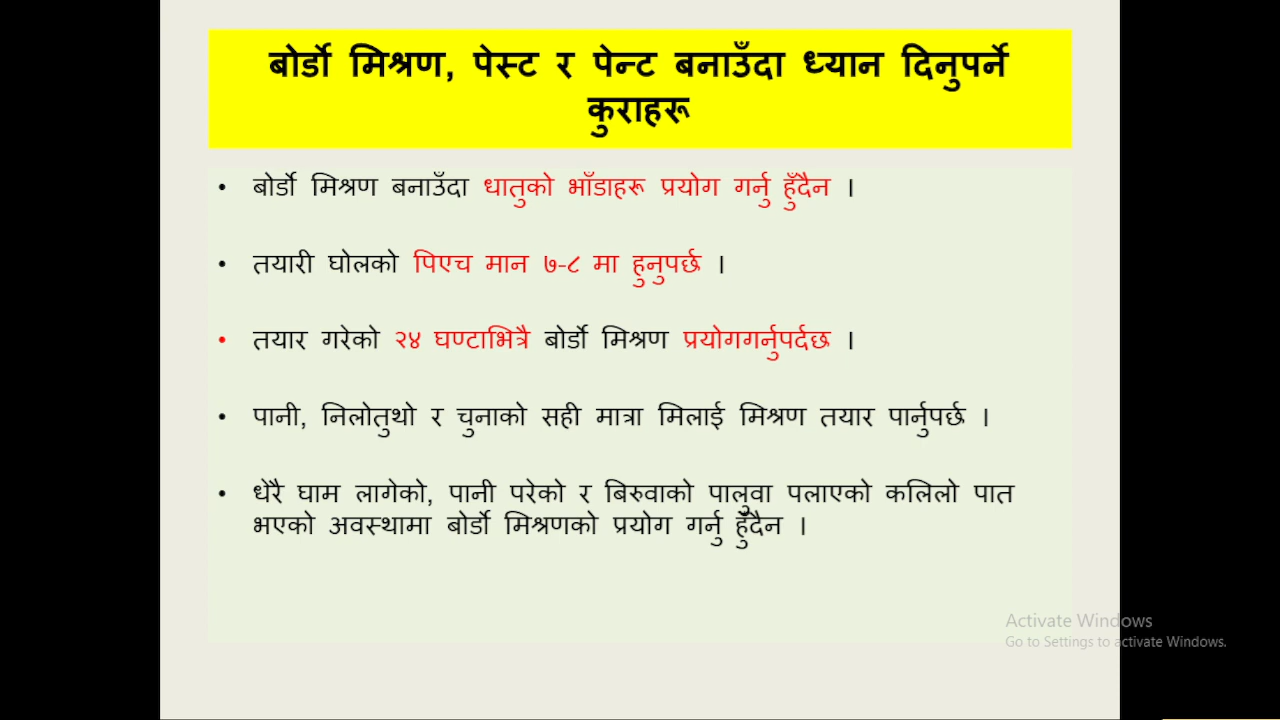 बोर्डो मिश्रण, पेस्ट र पेन्ट बनाउँदा ध्यान दिनुपर्ने
कुराहरू
• बोर्डो मिश्रण बनाउँदा धातुको भाँडाहरू प्रयोग गर्नु हुँदैन ।
• तयारी घोलको पिएच मान ७-८ मा हुनुपर्छ ।
• तयार गरेको २४ घण्टाभित्रै बोर्डो मिश्रण प्रयोगगर्नुपर्दछ ।
• पानी, निलोतुथो र चुनाको सही मात्रा मिलाई मिश्रण तयार पार्नुपर्छ ।
• धेरै घाम लागेको, पानी परेको र बिरुवाको पालुवा पलाएको कलिलो पात
भएको अवस्थामा बोर्डो मिश्रणको प्रयोग गर्नु हुँदैन ।
Activate Windows
Go to Settings to activate Windows.